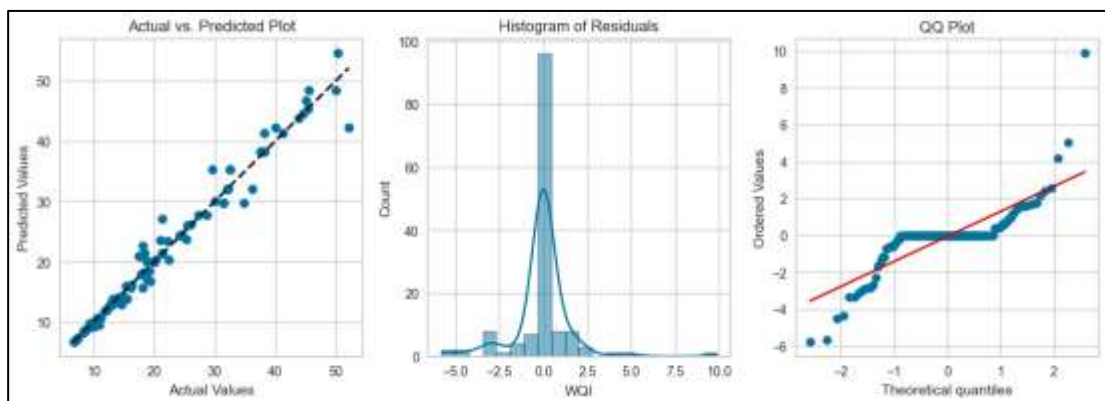 Actual vs. Predicted Plot
50
40
30
20
10
Predicted Values
10 20 30 40 50
Actual Values
Histogram of Residuals
100
80
60
40
20
0
Count
−5.0 −2.5 0.0 2.5 5.0 7.5 10.0
WQI
QQ Plot
10
8
6
4
2
0
−2
−4
−6
Ordered Values
−2 −1 0 1 2
Theoretical quantiles